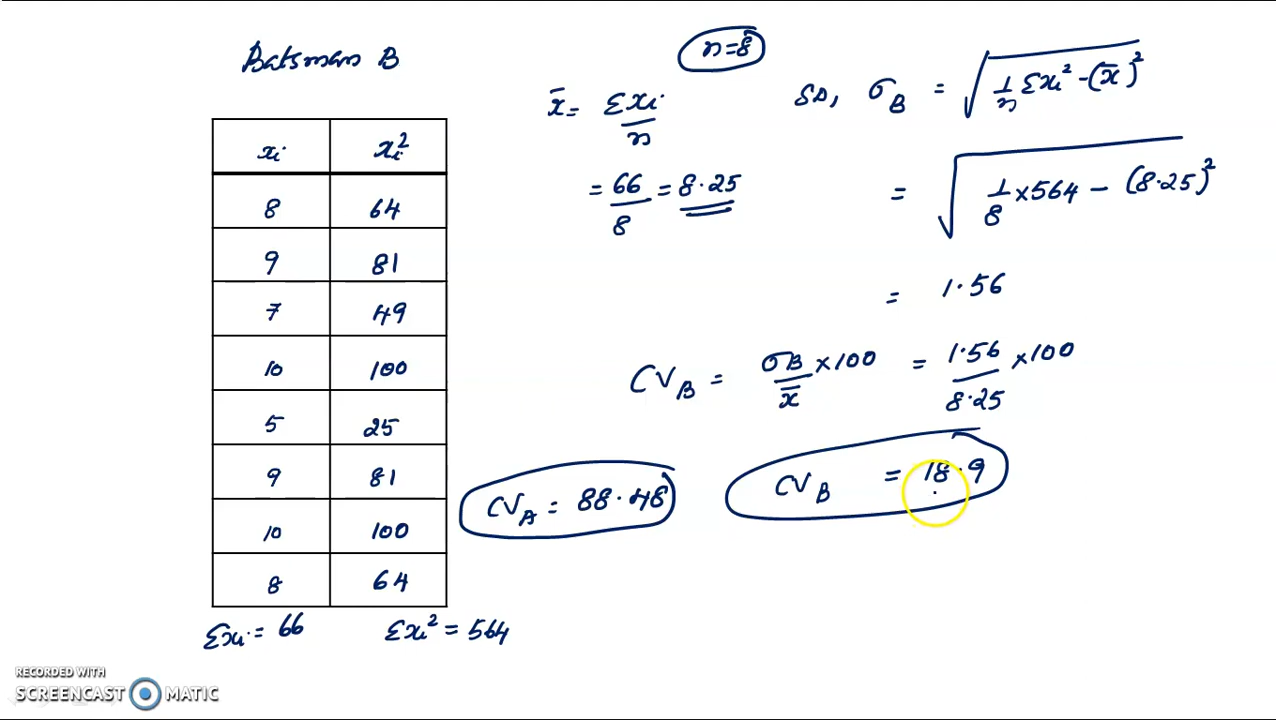 Batsman B
n=8
xi xi²
8 64
9 81
7 49
10 100
5 25
9 81
10 100
8 64
Σxi = 66 Σxi² = 564
x̄ = Σxi/n
= 66/8 = 8.25
SD, σB = √(1/n Σxi² - (x̄)²)
= √(1/8 ×564 - (8.25)²)
= 1.56
CVB = σB/x̄ ×100 = 1.56/8.25 ×100
CVA = 88.48
CVB = 18.9
RECORDED WITH
SCREENCAST MATIC